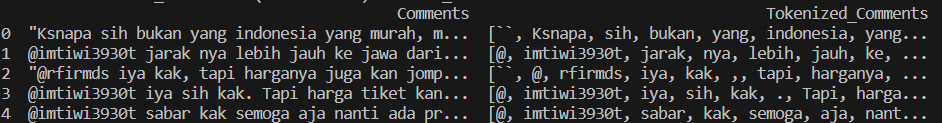 Comments Tokenized_Comments
0 "Ksnapa sih bukan yang indonesia yang murah, m... [``, Ksnapa, sih, bukan, yang, indonesia, yang...
1 @imtiwi3930t jarak nya lebih jauh ke jawa dari... [@, imtiwi3930t, jarak, nya, lebih, jauh, ke, ...
2 "@rfirmds iya kak, tapi harganya juga kan jomp... [``, @, rfirmds, iya, kak, ,, tapi, harganya, ...
3 @imtiwi3930t iya sih kak. Tapi harga tiket kan... [@, imtiwi3930t, iya, sih, kak, ., Tapi, harga...
4 @imtiwi3930t sabar kak semoga aja nanti ada pr... [@, imtiwi3930t, sabar, kak, semoga, aja, nant...